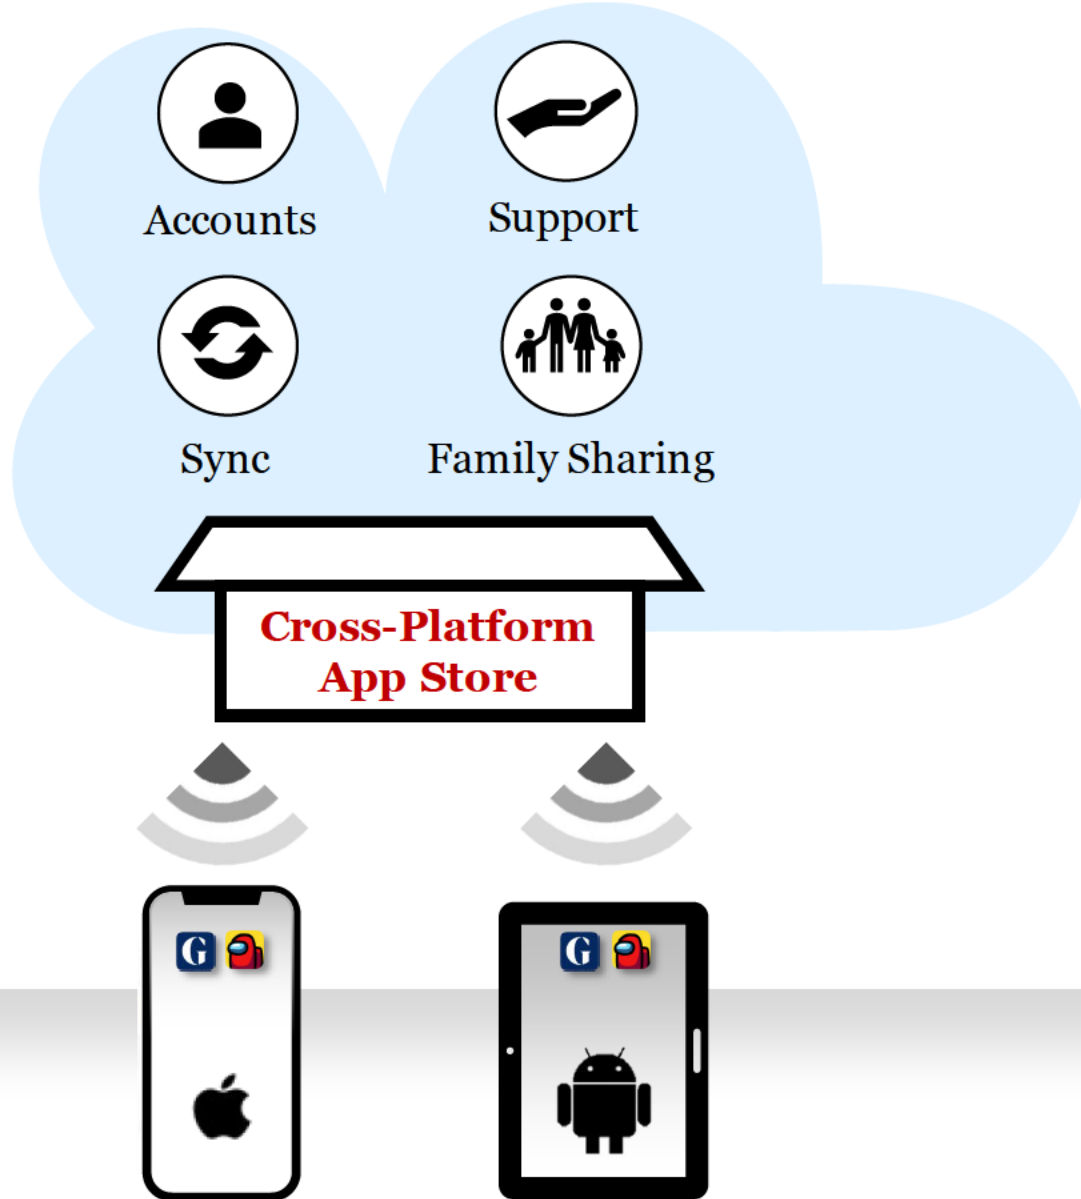 Accounts
Support
Sync
Family Sharing
Cross-Platform
App Store
G
G